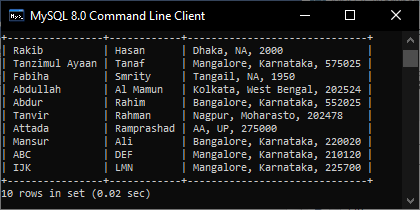 MySQL 8.0 Command Line Client
+----------------+------------+--------------------------------+
| Rakib          | Hasan      | Dhaka, NA, 2000                |
| Tanzimul Ayaan | Tanaf      | Mangalore, Karnataka, 575025   |
| Fabiha         | Smrity     | Tangail, NA, 1950              |
| Abdullah       | Al Mamun   | Kolkata, West Bengal, 202524   |
| Abdur          | Rahim      | Bangalore, Karnataka, 552025   |
| Tanvir         | Rahman     | Nagpur, Moharasto, 202478      |
| Attada         | Ramprashad | AA, UP, 275000                 |
| Mansur         | Ali        | Bangalore, Karnataka, 220020   |
| ABC            | DEF        | Mangalore, Karnataka, 210120   |
| IJK            | LMN        | Mangalore, Karnataka, 225700   |
+----------------+------------+--------------------------------+
10 rows in set (0.02 sec)